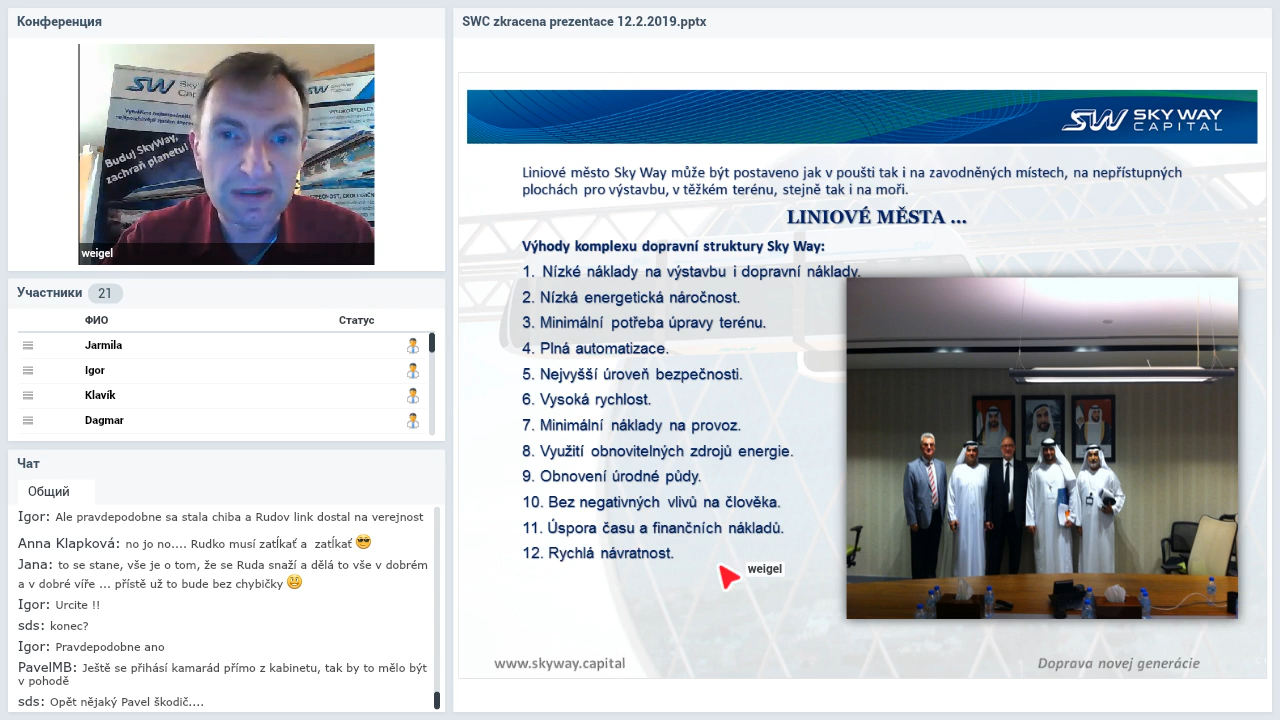 Конференция
SW
Buduj SkyWay,
zachraň planetu!
weigel
Участники 21
ФИО Статус
Jarmila
Igor
Klavík
Dagmar
Чат
Общий
Igor: Ale pravdepodobne sa stala chiba a Rudov link dostal na verejnost
Anna Klapková: no jo no.... Rudko musí zatĺkať a zatĺkať
Jana: to se stane, vše je o tom, že se Ruda snaží a dělá to vše v dobrém
a v dobré víře ... příště už to bude bez chybičky
Igor: Urcite !!
sds: konec?
Igor: Pravdepodobne ano
PavelMB: Ještě se přihásí kamarád přímo z kabinetu, tak by to mělo být
v pohodě
sds: Opět nějaký Pavel škodič....
SWC zkracena prezentace 12.2.2019.pptx
SW SKY WAY
CAPITAL
Liniové město Sky Way může být postaveno jak v poušti tak i na zavodněných místech, na nepřístupných
plochách pro výstavbu, v těžkém terénu, stejně tak i na moři.
LINIOVÉ MĚSTA ...
Výhody komplexu dopravní struktury Sky Way:
1. Nízké náklady na výstavbu i dopravní náklady.
2. Nízká energetická náročnost.
3. Minimální potřeba úpravy terénu.
4. Plná automatizace.
5. Nejvyšší úroveň bezpečnosti.
6. Vysoká rychlost.
7. Minimální náklady na provoz.
8. Využití obnovitelných zdrojů energie.
9. Obnovení úrodné půdy.
10. Bez negativných vlivů na člověka.
11. Úspora času a finančních nákladů.
12. Rychlá návratnost.
weigel
www.skyway.capital
Doprava novej generácie